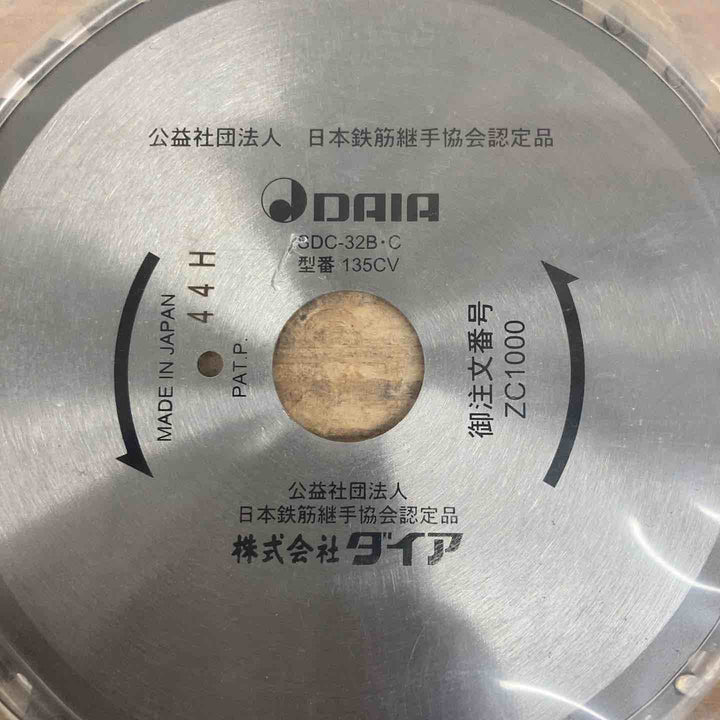 公益社団法人 日本鉄筋継手協会認定品
DAIA
SDC-32B・C
型番 135CV
44H
MADE IN JAPAN
PAT.P.
御注文番号
ZC1000
公益社団法人
日本鉄筋継手協会認定品
株式会社ダイア